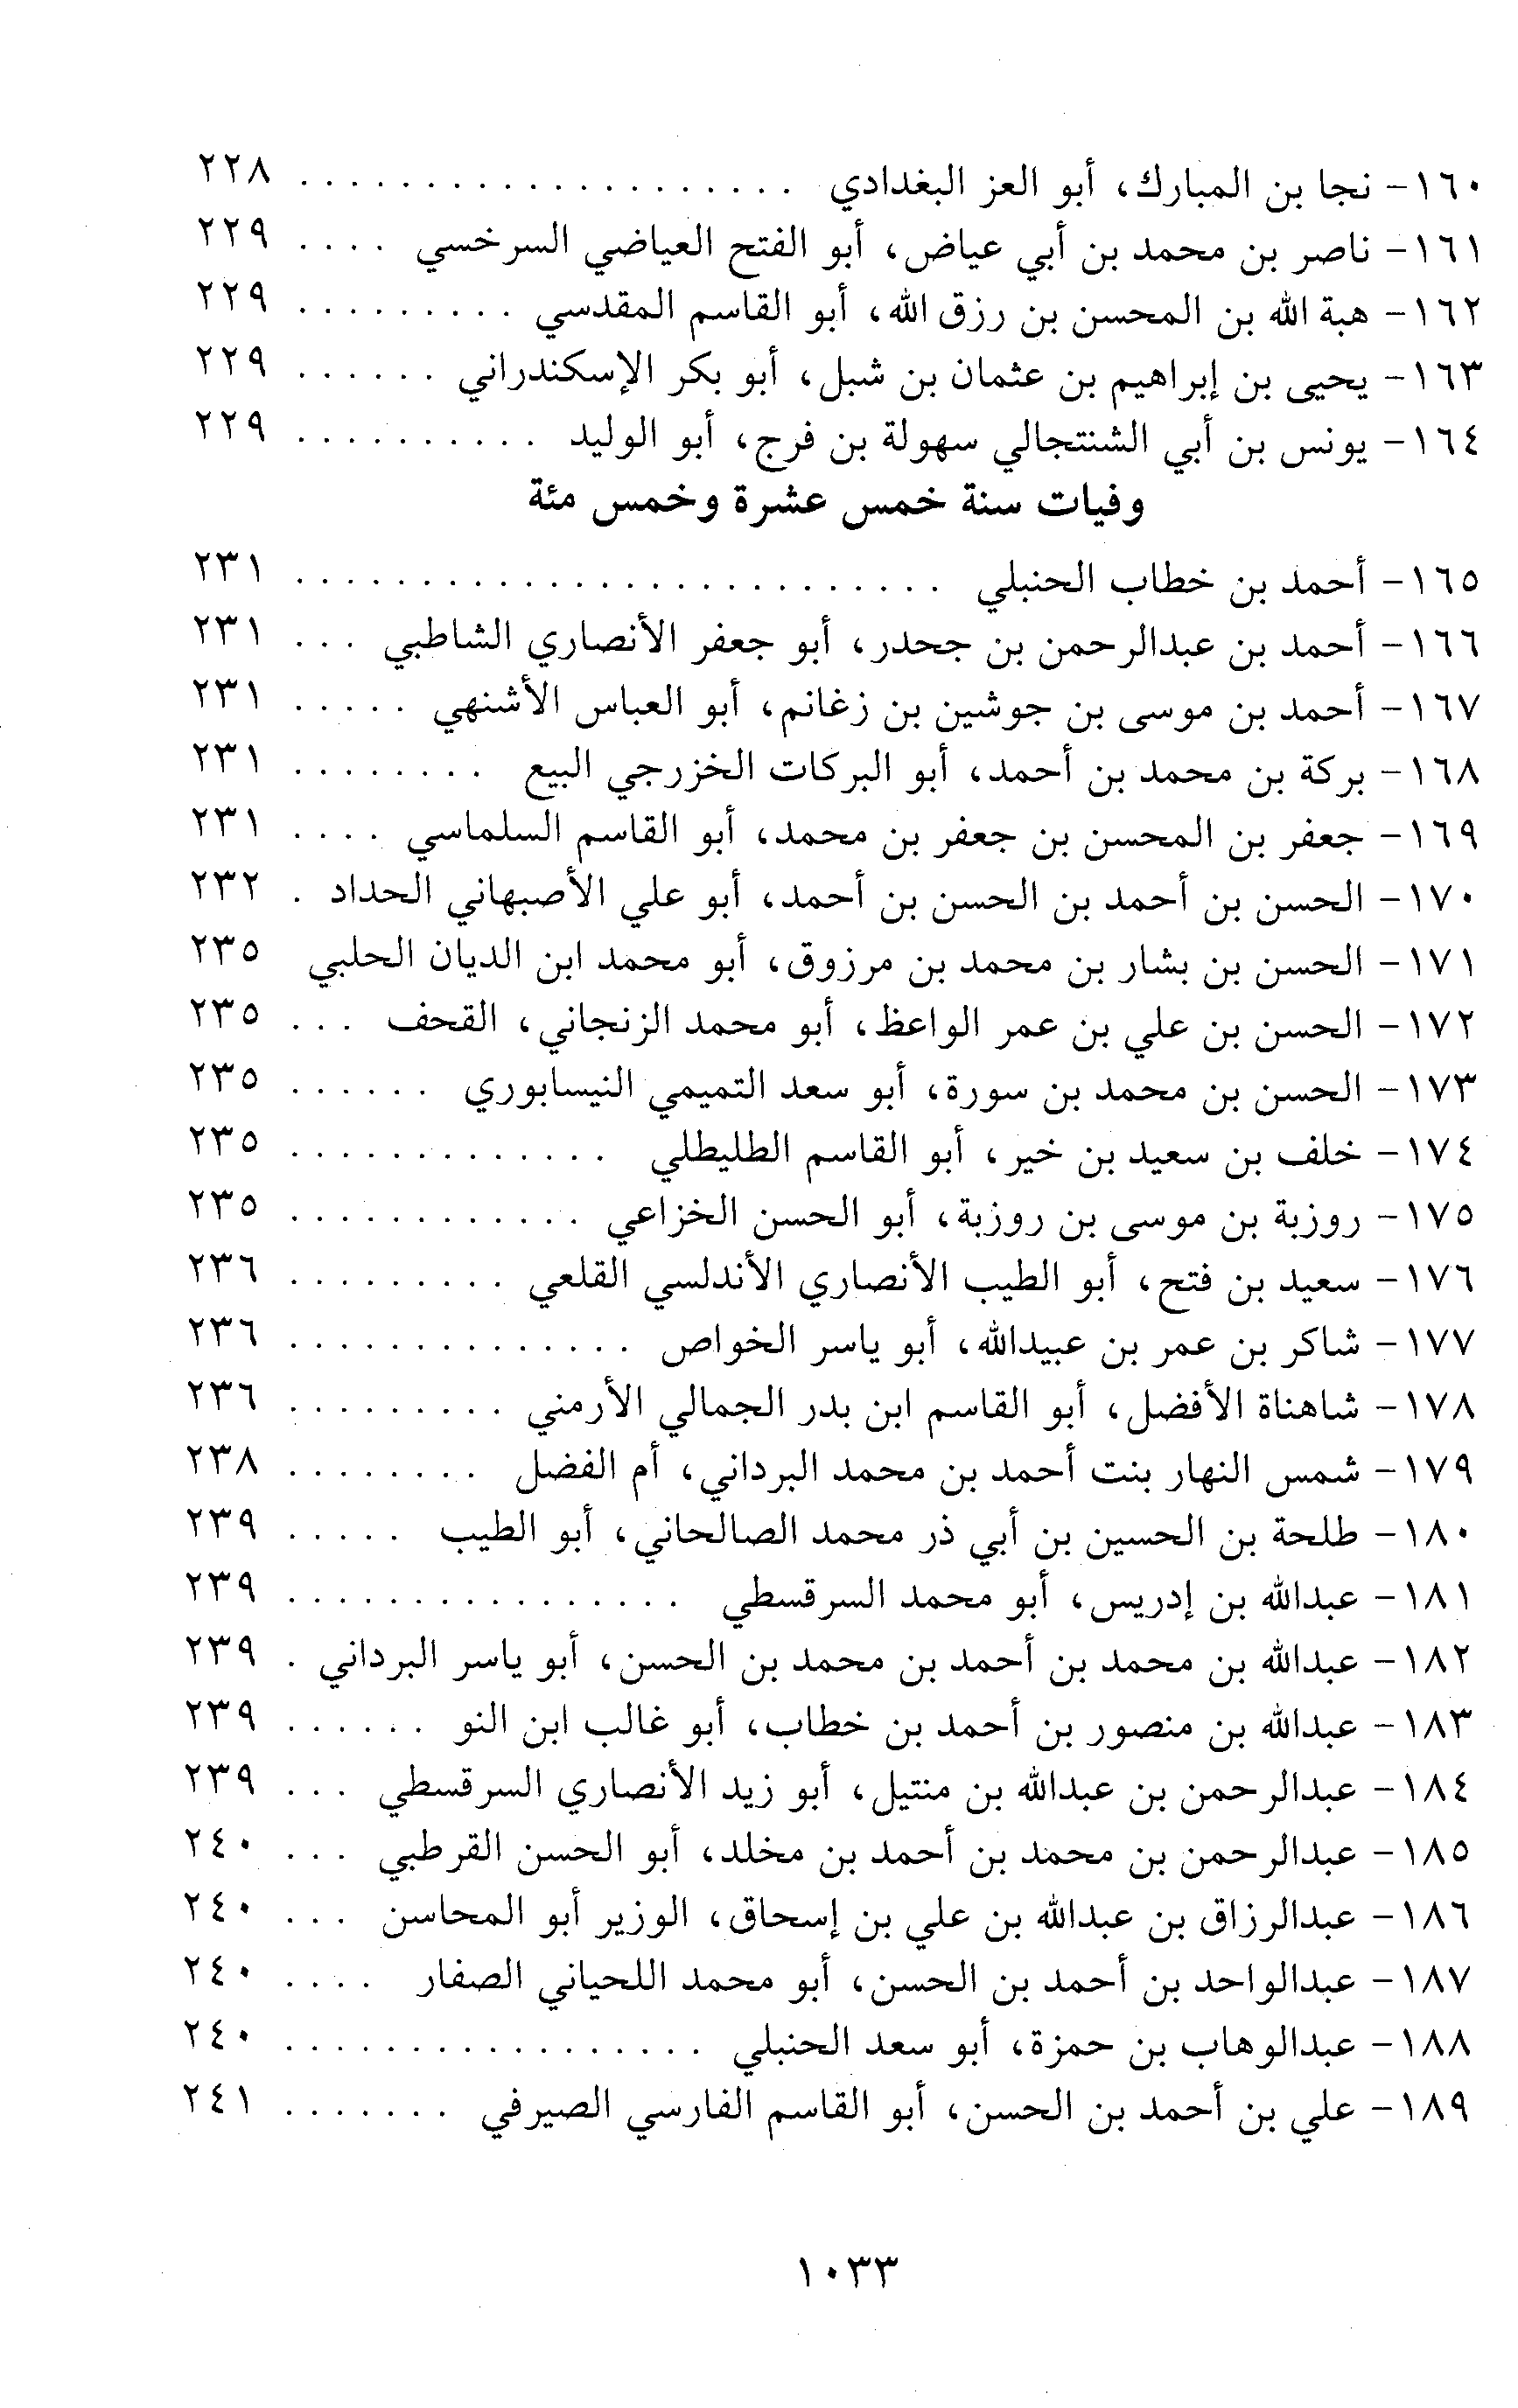 ١٦٠- نجا بن المبارك، أبو العز البغدادي . . . . . . . . . . . . . . . . . . . . ٢٢٨
١٦١- ناصر بن محمد بن أبي عياض، أبو الفتح العياضي السرخسي . . . . ٢٢٩
١٦٢- هبة الله بن المحسن بن رزق الله، أبو القاسم المقدسي . . . . . . . . . ٢٢٩
١٦٣- يحيى بن إبراهيم بن عثمان بن شبل، أبو بكر الإسكندراني . . . . . . ٢٢٩
١٦٤- يونس بن أبي الشنتجالي سهولة بن فرج، أبو الوليد . . . . . . . . . . ٢٢٩
وفيات سنة خمس عشرة وخمس مئة
١٦٥- أحمد بن خطاب الحنبلي . . . . . . . . . . . . . . . . . . . . . . . . . . . ٢٣١
١٦٦- أحمد بن عبدالرحمن بن جحدر، أبو جعفر الأنصاري الشاطبي . . . ٢٣١
١٦٧- أحمد بن موسى بن جوشين بن زغانم، أبو العباس الأشنهي . . . . . ٢٣١
١٦٨- بركة بن محمد بن أحمد، أبو البركات الخزرجي البيع . . . . . . . . ٢٣١
١٦٩- جعفر بن المحسن بن جعفر بن محمد، أبو القاسم السلماسي . . . . ٢٣١
١٧٠- الحسن بن أحمد بن الحسن بن أحمد، أبو علي الأصبهاني الحداد . ٢٣٢
١٧١- الحسن بن بشار بن محمد بن مرزوق، أبو محمد ابن الديان الحلبي ٢٣٥
١٧٢- الحسن بن علي بن عمر الواعظ، أبو محمد الزنجاني، القحف . . . ٢٣٥
١٧٣- الحسن بن محمد بن سورة، أبو سعد التميمي النيسابوري . . . . . . ٢٣٥
١٧٤- خلف بن سعيد بن خير، أبو القاسم الطليطلي . . . . . . . . . . . . . ٢٣٥
١٧٥- روزبة بن موسى بن روزبة، أبو الحسن الخزاعي . . . . . . . . . . . . ٢٣٥
١٧٦- سعيد بن فتح، أبو الطيب الأنصاري الأندلسي القلعي . . . . . . . . . ٢٣٦
١٧٧- شاكر بن عمر بن عبيدالله، أبو ياسر الخواص . . . . . . . . . . . . . . ٢٣٦
١٧٨- شاهناة الأفضل، أبو القاسم ابن بدر الجمالي الأرمني . . . . . . . . . ٢٣٦
١٧٩- شمس النهار بنت أحمد بن محمد البرداني، أم الفضل . . . . . . . . ٢٣٨
١٨٠- طلحة بن الحسين بن أبي ذر محمد الصالحاني، أبو الطيب . . . . . ٢٣٩
١٨١- عبدالله بن إدريس، أبو محمد السرقسطي . . . . . . . . . . . . . . . . ٢٣٩
١٨٢- عبدالله بن محمد بن أحمد بن محمد بن الحسن، أبو ياسر البرداني . ٢٣٩
١٨٣- عبدالله بن منصور بن أحمد بن خطاب، أبو غالب ابن النو . . . . . . ٢٣٩
١٨٤- عبدالرحمن بن عبدالله بن منتيل، أبو زيد الأنصاري السرقسطي . . . ٢٣٩
١٨٥- عبدالرحمن بن محمد بن أحمد بن مخلد، أبو الحسن القرطبي . . . ٢٤٠
١٨٦- عبدالرزاق بن عبدالله بن علي بن إسحاق، الوزير أبو المحاسن . . . ٢٤٠
١٨٧- عبدالواحد بن أحمد بن الحسن، أبو محمد اللحياني الصفار . . . . ٢٤٠
١٨٨- عبدالوهاب بن حمزة، أبو سعد الحنبلي . . . . . . . . . . . . . . . . . ٢٤٠
١٨٩- علي بن أحمد بن الحسن، أبو القاسم الفارسي الصيرفي . . . . . . . ٢٤١
١٠٣٣